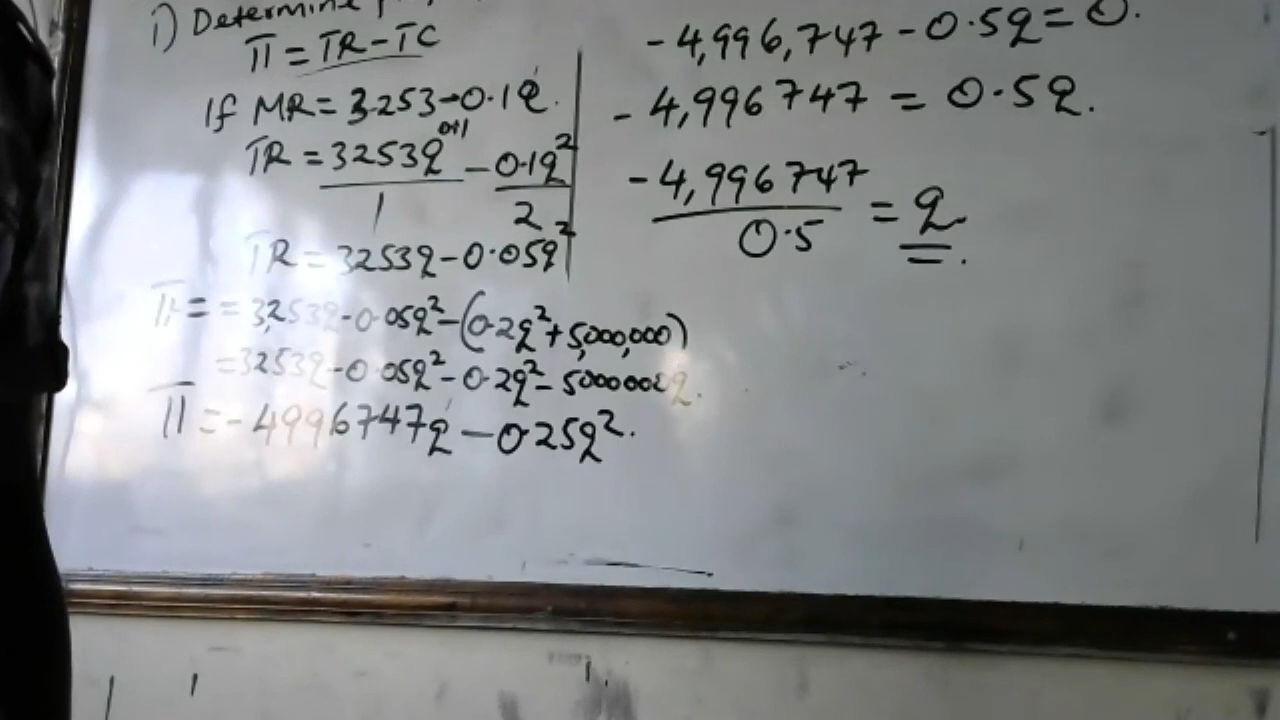 i) Determine
π = TR - TC
If MR = 3253 - 0.1q.
TR = 3253q^{0+1}/1 - 0.1q²/2
TR = 3253q - 0.05q²
π = = 3,253q - 0.05q² - (0.2q² + 5,000,000)
= 3253q - 0.05q² - 0.2q² - 5000000q.
π = - 4996747q - 0.25q².
- 4,996,747 - 0.5q = 0.
- 4,996747 = 0.5q.
- 4,996747/0.5 = q.